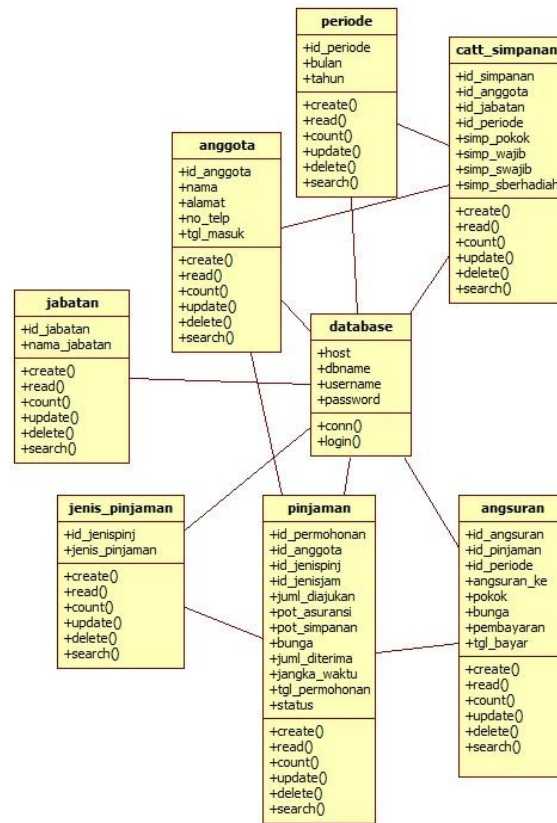 periode
+id_periode
+bulan
+tahun
+create()
+read()
+count()
+update()
+delete()
+search()
catt_simpanan
+id_simpanan
+id_anggota
+id_jabatan
+id_periode
+simp_pokok
+simp_wajib
+simp_swajib
+simp_sberhadiah
+create()
+read()
+count()
+update()
+delete()
+search()
anggota
+id_anggota
+nama
+alamat
+no_telp
+tgl_masuk
+create()
+read()
+count()
+update()
+delete()
+search()
jabatan
+id_jabatan
+nama_jabatan
+create()
+read()
+count()
+update()
+delete()
+search()
database
+host
+dbname
+username
+password
+conn()
+login()
jenis_pinjaman
+id_jenispinj
+jenis_pinjaman
+create()
+read()
+count()
+update()
+delete()
+search()
pinjaman
+id_permohonan
+id_anggota
+id_jenispinj
+id_jenisjam
+juml_diajukan
+pot_asuransi
+pot_simpanan
+bunga
+juml_diterima
+jangka_waktu
+tgl_permohonan
+status
+create()
+read()
+count()
+update()
+delete()
+search()
angsuran
+id_angsuran
+id_pinjaman
+id_periode
+angsuran_ke
+pokok
+bunga
+pembayaran
+tgl_bayar
+create()
+read()
+count()
+update()
+delete()
+search()